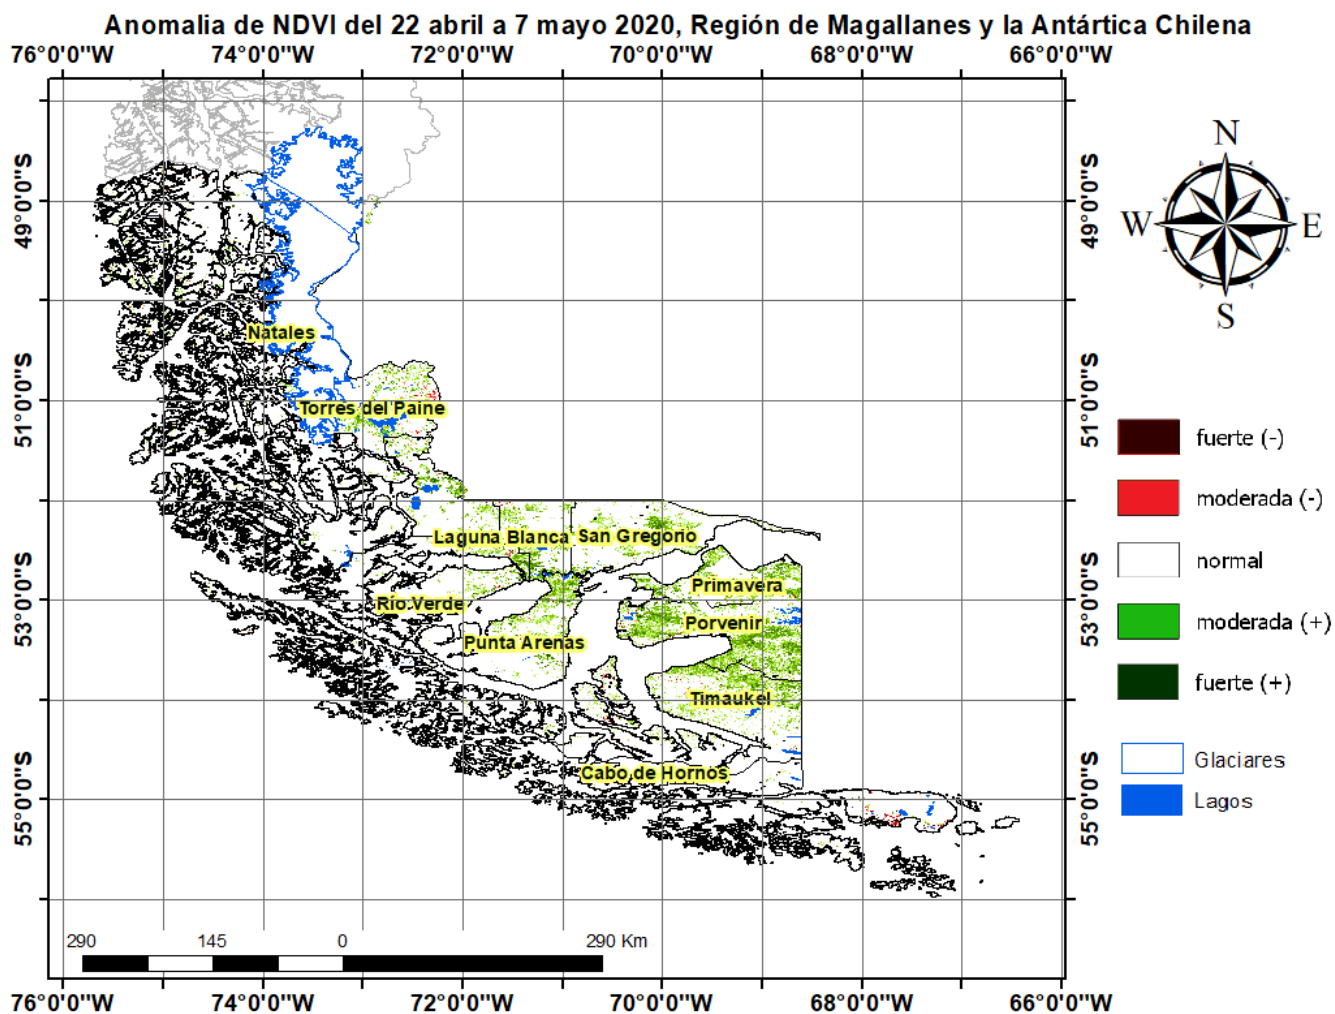 Anomalia de NDVI del 22 abril a 7 mayo 2020, Región de Magallanes y la Antártica Chilena
76°0'0"W 74°0'0"W 72°0'0"W 70°0'0"W 68°0'0"W 66°0'0"W
N
W E
S
49°0'0"S 49°0'0"S
51°0'0"S 51°0'0"S
53°0'0"S 53°0'0"S
55°0'0"S 55°0'0"S
Natales
Torres del Paine
Laguna Blanca San Gregorio
Primavera
Río Verde
Porvenir
Punta Arenas
Timaukel
Cabo de Hornos
fuerte (-)
moderada (-)
normal
moderada (+)
fuerte (+)
Glaciares
Lagos
290 145 0 290 Km
76°0'0"W 74°0'0"W 72°0'0"W 70°0'0"W 68°0'0"W 66°0'0"W